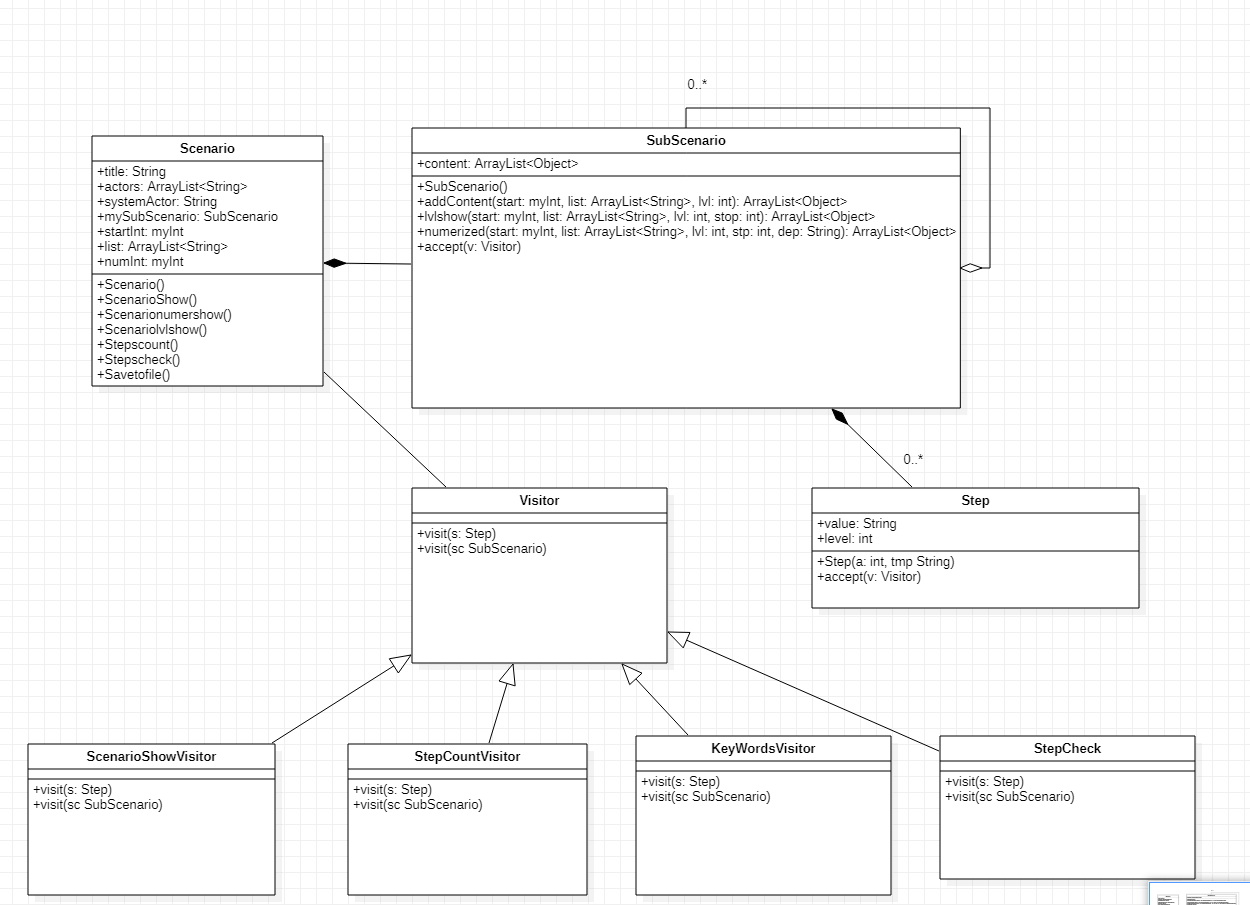 0..*
Scenario
+title: String
+actors: ArrayList<String>
+systemActor: String
+mySubScenario: SubScenario
+startInt: myInt
+list: ArrayList<String>
+numInt: myInt
+Scenario()
+ScenarioShow()
+Scenarionumershow()
+Scenariolvlshow()
+Stepscount()
+Stepscheck()
+Savetofile()
SubScenario
+content: ArrayList<Object>
+SubScenario()
+addContent(start: myInt, list: ArrayList<String>, lvl: int): ArrayList<Object>
+lvlshow(start: myInt, list: ArrayList<String>, lvl: int, stop: int): ArrayList<Object>
+numerized(start: myInt, list: ArrayList<String>, lvl: int, stp: int, dep: String): ArrayList<Object>
+accept(v: Visitor)
0..*
Visitor
+visit(s: Step)
+visit(sc SubScenario)
Step
+value: String
+level: int
+Step(a: int, tmp String)
+accept(v: Visitor)
ScenarioShowVisitor
+visit(s: Step)
+visit(sc SubScenario)
StepCountVisitor
+visit(s: Step)
+visit(sc SubScenario)
KeyWordsVisitor
+visit(s: Step)
+visit(sc SubScenario)
StepCheck
+visit(s: Step)
+visit(sc SubScenario)